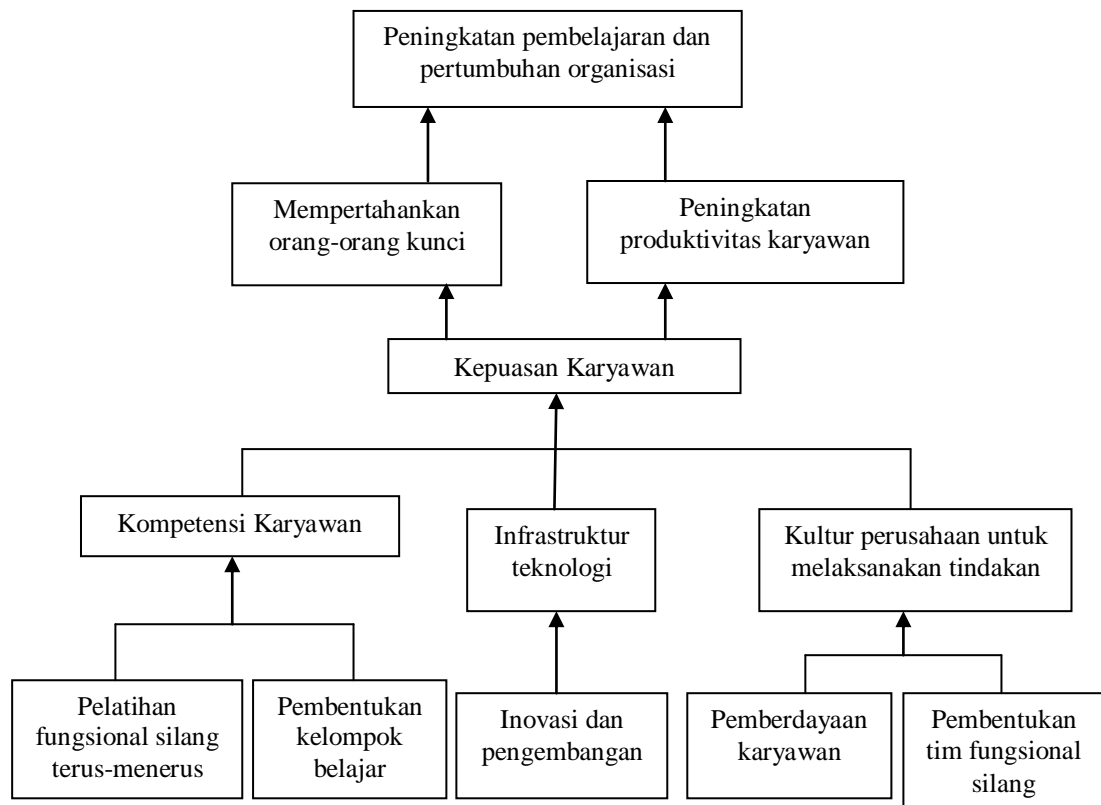 Peningkatan pembelajaran dan
pertumbuhan organisasi
Mempertahankan
orang-orang kunci
Peningkatan
produktivitas karyawan
Kepuasan Karyawan
Kompetensi Karyawan
Infrastruktur
teknologi
Kultur perusahaan untuk
melaksanakan tindakan
Pelatihan
fungsional silang
terus-menerus
Pembentukan
kelompok
belajar
Inovasi dan
pengembangan
Pemberdayaan
karyawan
Pembentukan
tim fungsional
silang